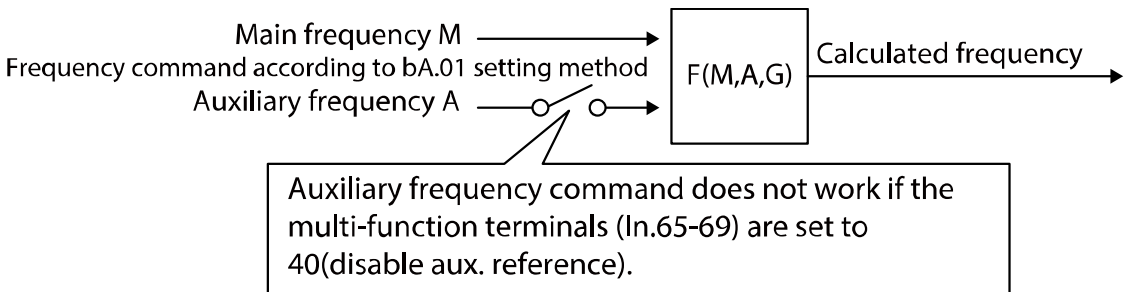 Main frequency M
Frequency command according to bA.01 setting method
Auxiliary frequency A
F(M,A,G)
Calculated frequency
Auxiliary frequency command does not work if the
multi-function terminals (In.65-69) are set to
40(disable aux. reference).